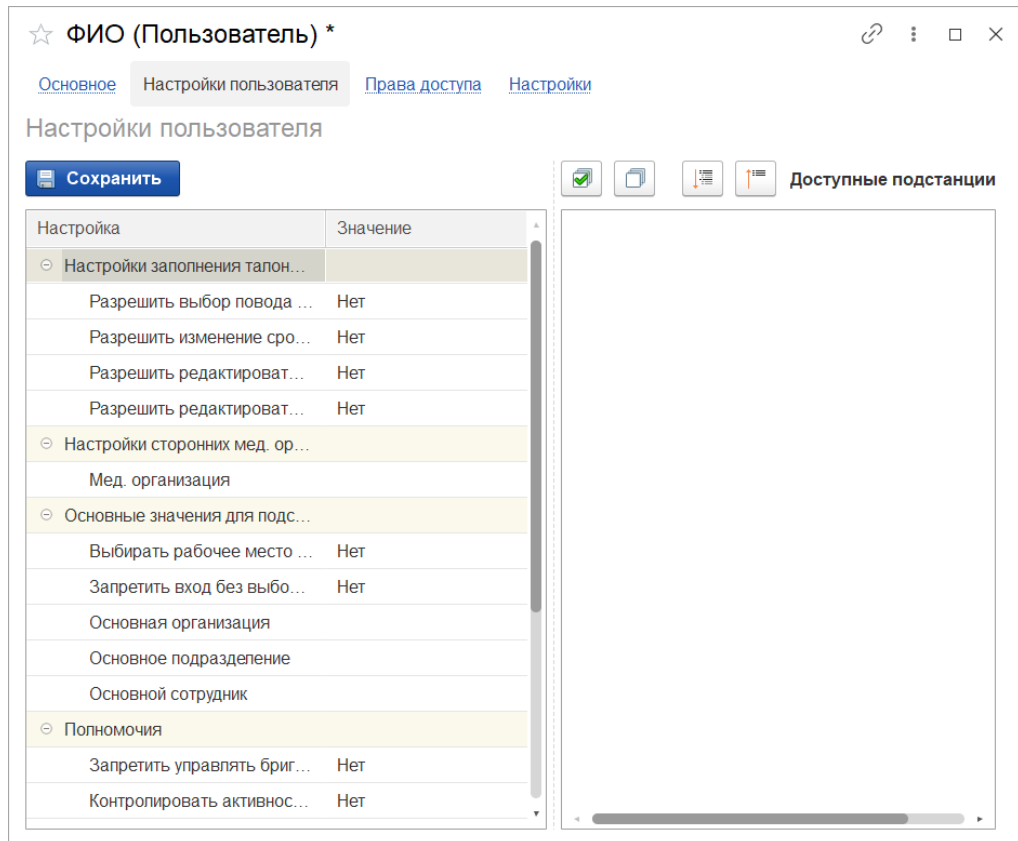 ФИО (Пользователь) *
Основное Настройки пользователя Права доступа Настройки
Настройки пользователя
Сохранить
Доступные подстанции
Настройка Значение
Настройки заполнения талон...
Разрешить выбор повода ... Нет
Разрешить изменение сро... Нет
Разрешить редактироват... Нет
Разрешить редактироват... Нет
Настройки сторонних мед. ор...
Мед. организация
Основные значения для подс...
Выбирать рабочее место ... Нет
Запретить вход без выбо... Нет
Основная организация
Основное подразделение
Основной сотрудник
Полномочия
Запретить управлять бриг... Нет
Контролировать активнос... Нет